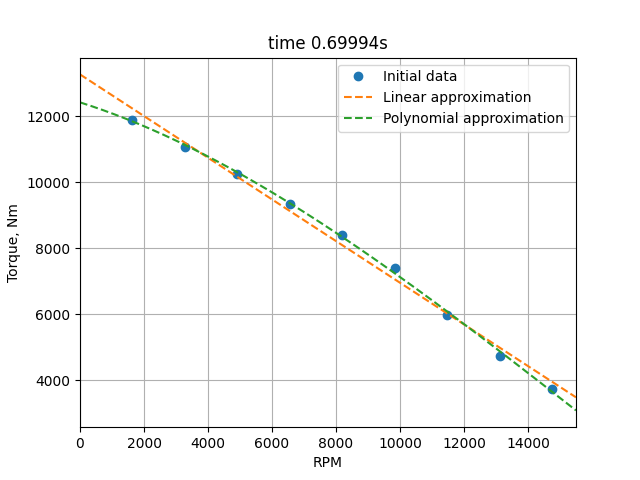 time 0.69994s
Initial data
Linear approximation
Polynomial approximation
Torque, Nm
12000
10000
8000
6000
4000
0 2000 4000 6000 8000 10000 12000 14000
RPM